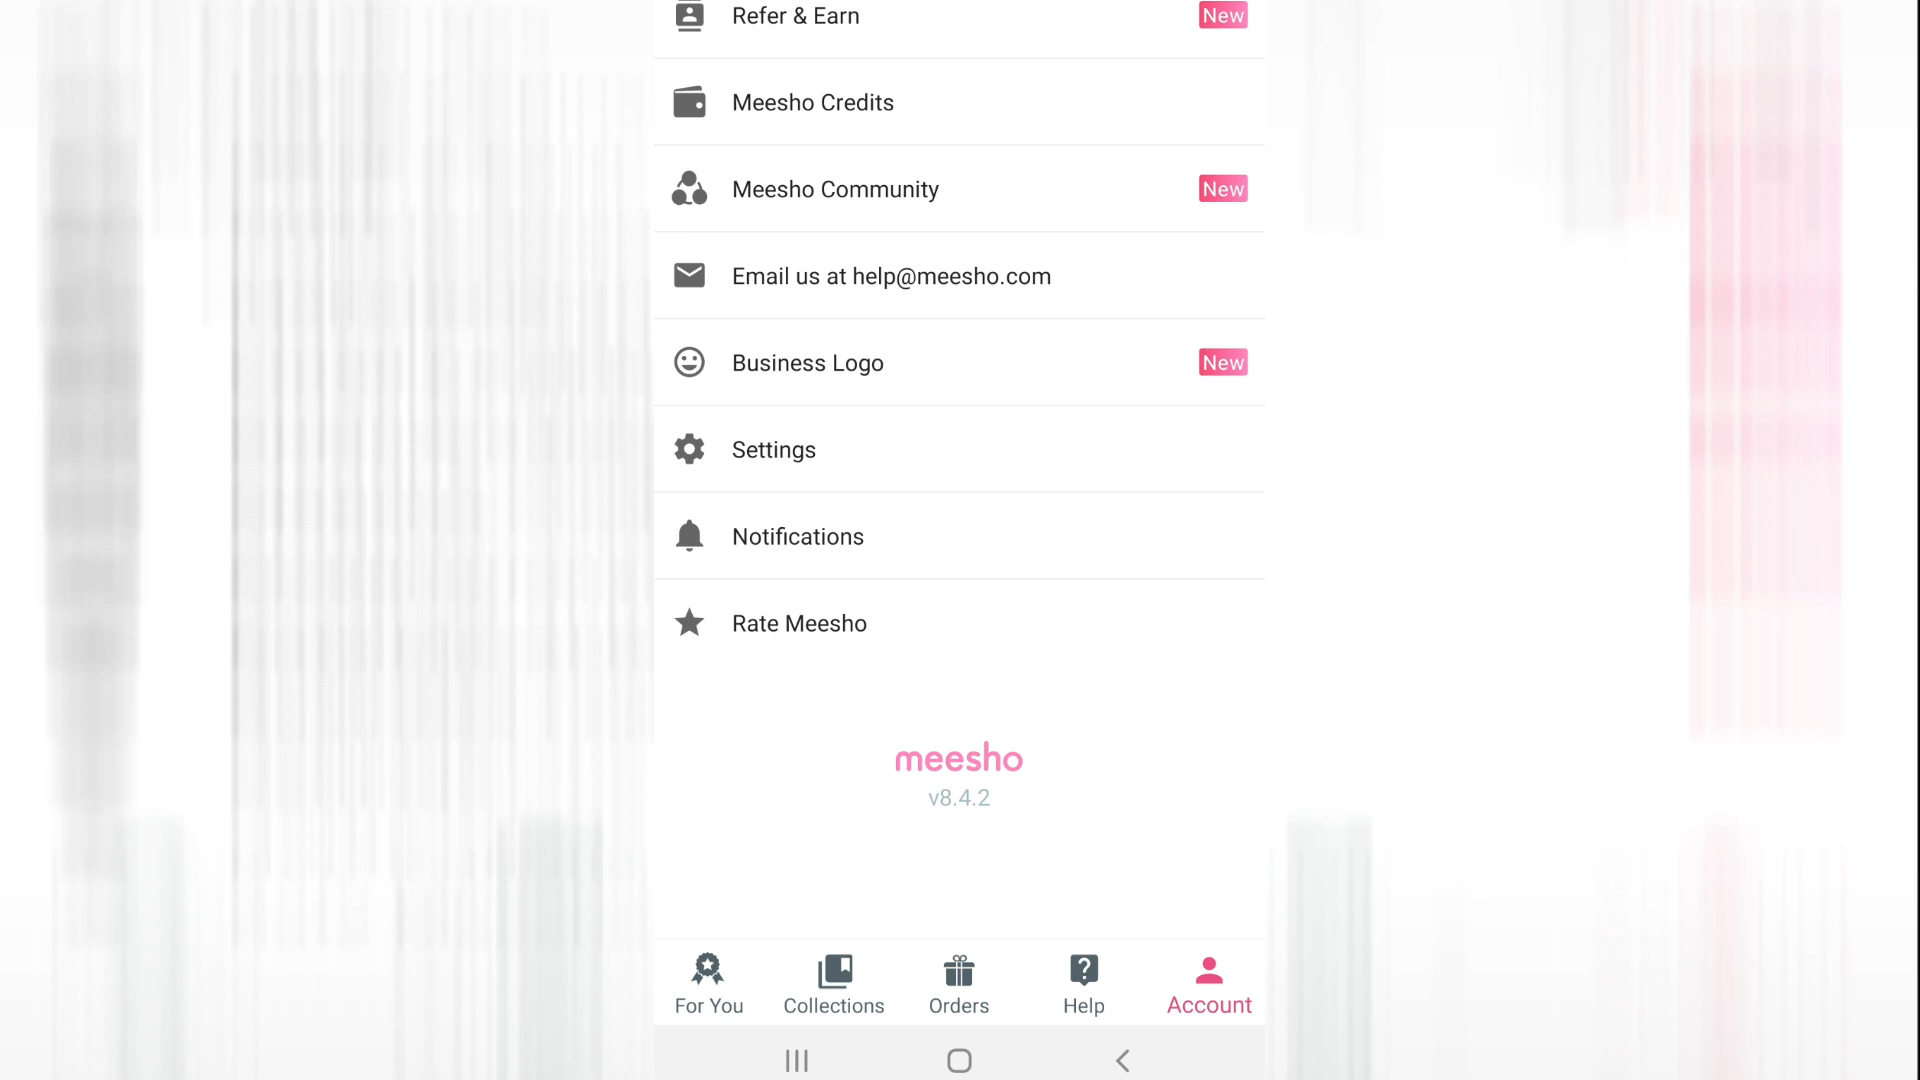 Refer & Earn New
Meesho Credits
Meesho Community New
Email us at help@meesho.com
Business Logo New
Settings
Notifications
Rate Meesho
meesho
v8.4.2
For You Collections Orders Help Account